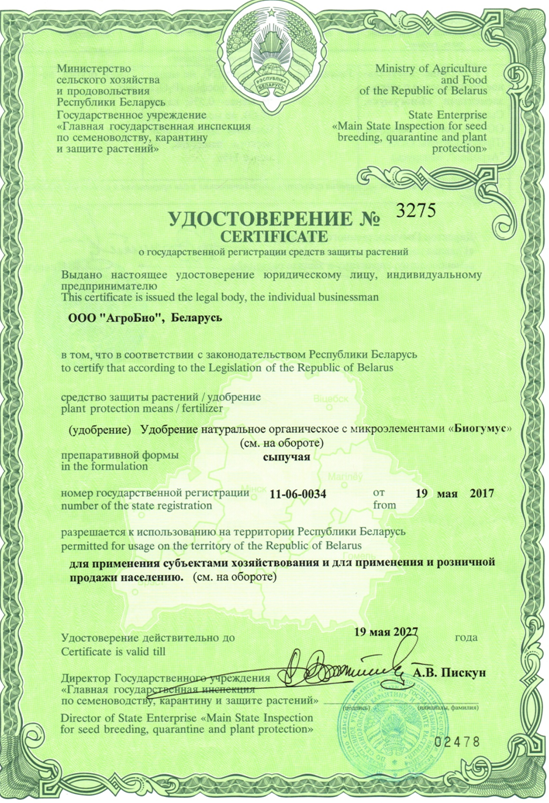 Министерство
сельского хозяйства
и продовольствия
Республики Беларусь
Государственное учреждение
«Главная государственная инспекция
по семеноводству, карантину
и защите растений»
Ministry of Agriculture
and Food
of the Republic of Belarus
State Enterprise
«Main State Inspection for seed
breeding, quarantine and plant
protection»
УДОСТОВЕРЕНИЕ № 3275
CERTIFICATE
о государственной регистрации средств защиты растений
Выдано настоящее удостоверение юридическому лицу, индивидуальному
предпринимателю
This certificate is issued the legal body, the individual businessman
ООО "АгроБио", Беларусь
в том, что в соответствии с законодательством Республики Беларусь
to certify that according to the Legislation of the Republic of Belarus
средство защиты растений / удобрение
plant protection means / fertilizer
(удобрение) Удобрение натуральное органическое с микроэлементами «Биогумус»
(см. на обороте)
препаративной формы сыпучая
in the formulation
номер государственной регистрации 11-06-0034 от 19 мая 2017
number of the state registration from
разрешается к использованию на территории Республики Беларусь
permitted for usage on the territory of the Republic of Belarus
для применения субъектами хозяйствования и для применения и розничной
продажи населению. (см. на обороте)
Удостоверение действительно до 19 мая 2027 года
Certificate is valid till
Директор Государственного учреждения А.В. Пискун
«Главная государственная инспекция
по семеноводству, карантину и защите растений»
(подпись) (инициалы, фамилия)
Director of State Enterprise «Main State Inspection
for seed breeding, quarantine and plant protection»
02478